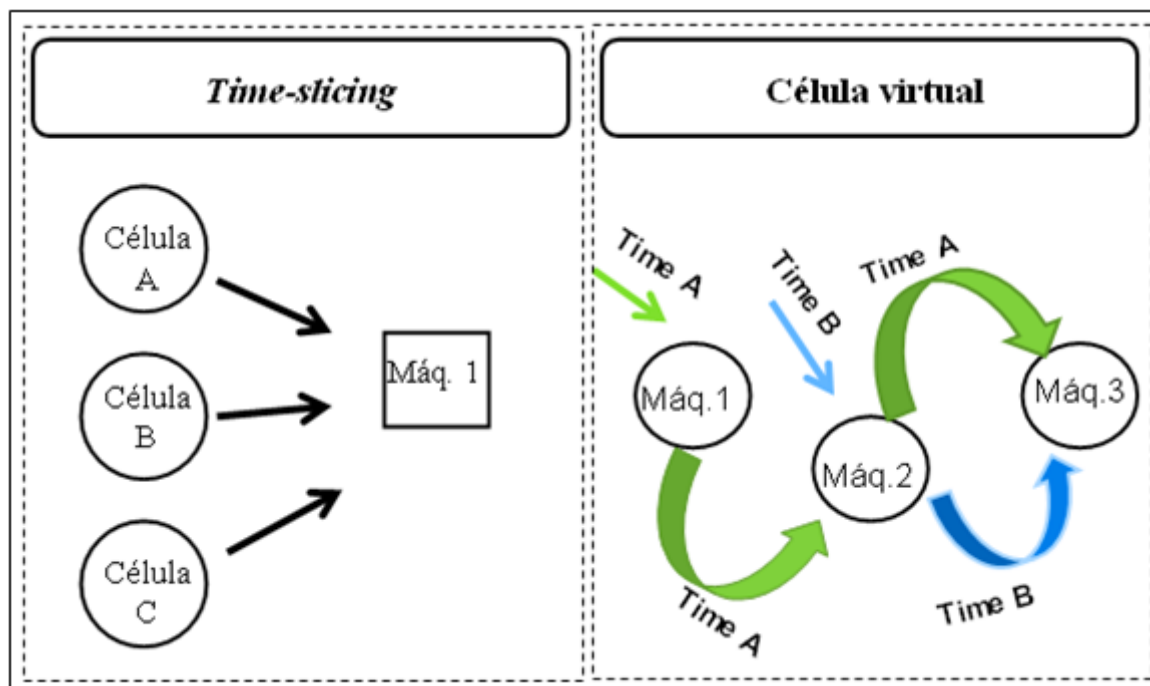 Time-slicing
Célula
A
Célula
B
Célula
C
Máq. 1
Célula virtual
Time A
Time B
Time A
Máq.1
Máq.2
Máq.3
Time A
Time B